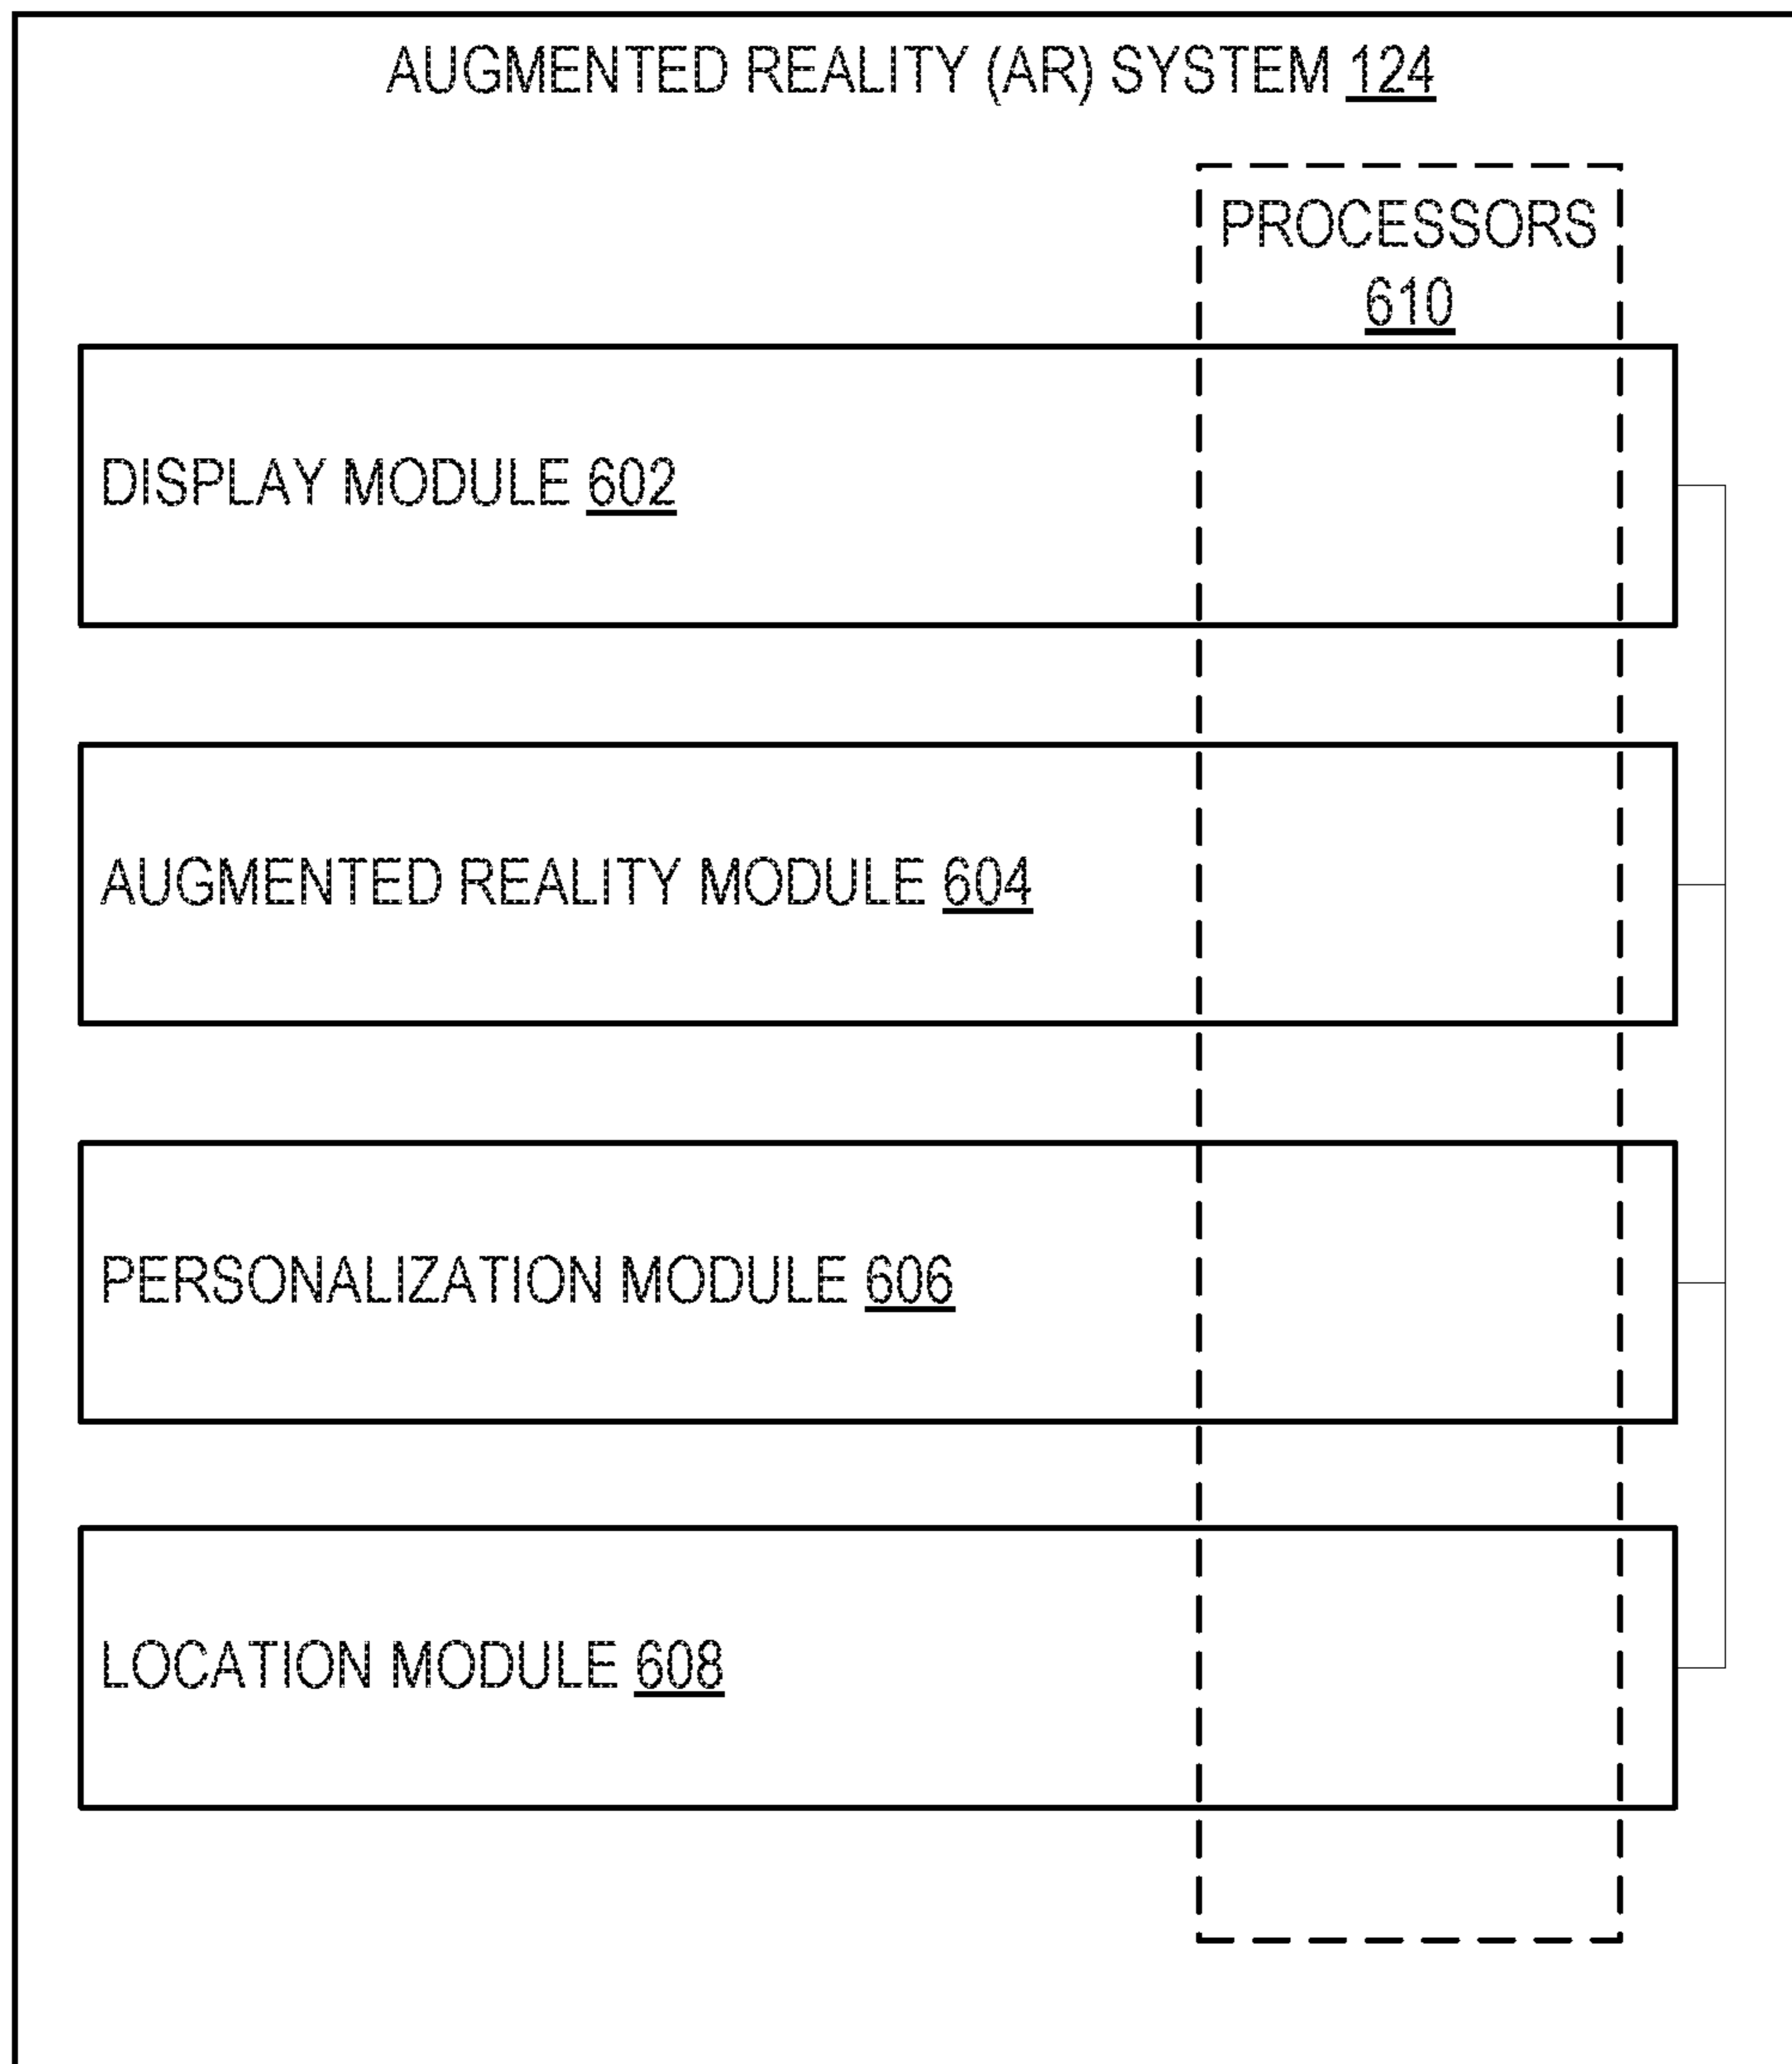 AUGMENTED REALITY (AR) SYSTEM 124
PROCESSORS
610
DISPLAY MODULE 602
AUGMENTED REALITY MODULE 604
PERSONALIZATION MODULE 606
LOCATION MODULE 608